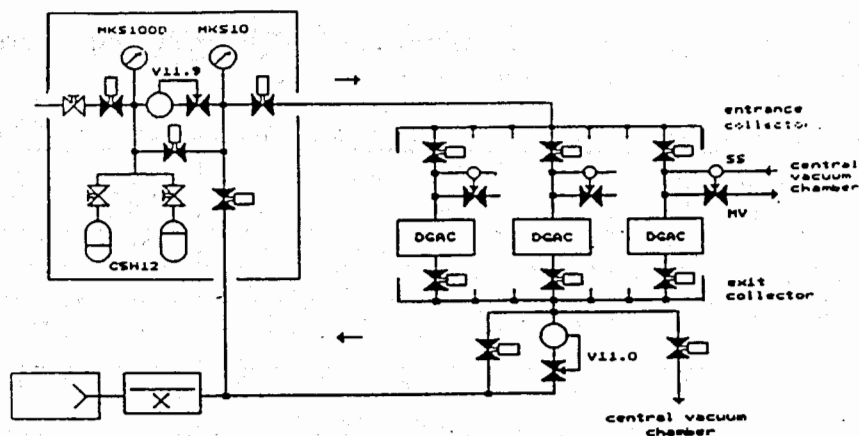 MKS1000 MKS10
V11.9
entrance
collector
SS
central
vacuum
chamber
MV
DGAC DGAC DGAC
CSH12
exit
collector
V11.0
central vacuum
chamber